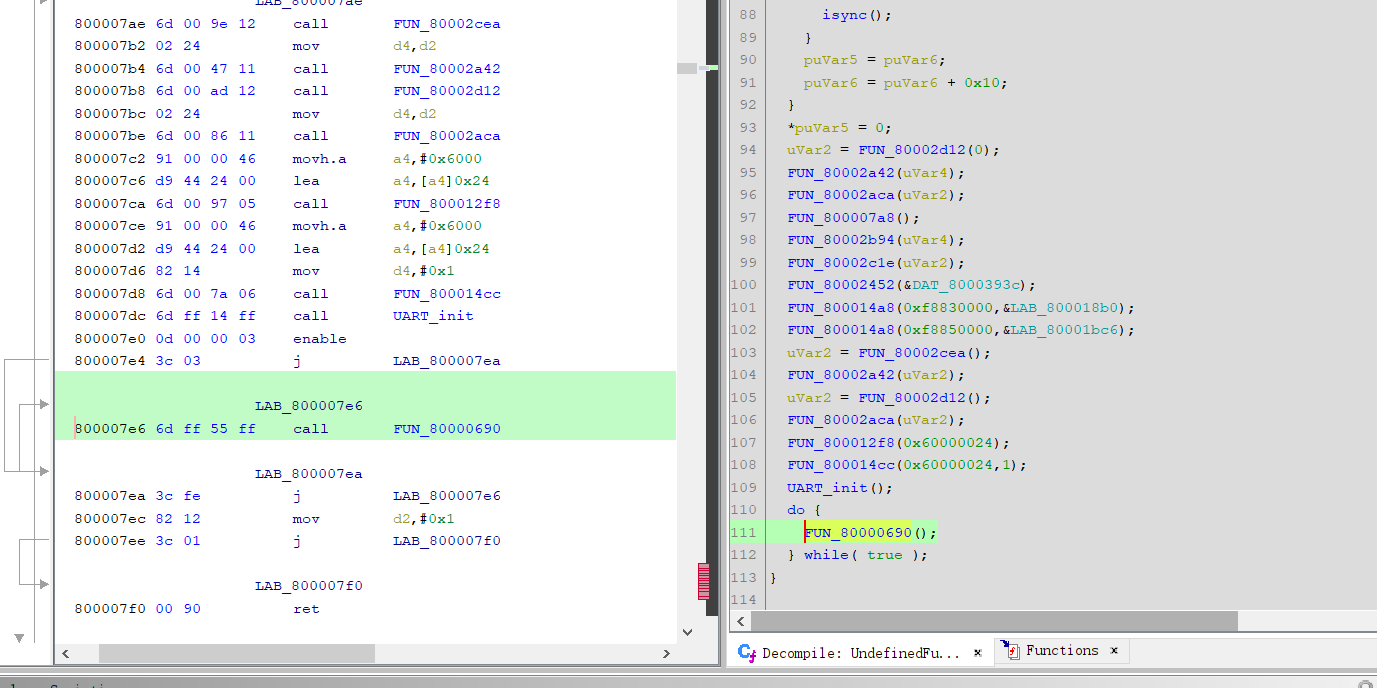 LAB_800007ae
800007ae 6d 00 9e 12 call FUN_80002cea
800007b2 02 24 mov d4,d2
800007b4 6d 00 47 11 call FUN_80002a42
800007b8 6d 00 ad 12 call FUN_80002d12
800007bc 02 24 mov d4,d2
800007be 6d 00 86 11 call FUN_80002aca
800007c2 91 00 00 46 movh.a a4,#0x6000
800007c6 d9 44 24 00 lea a4,[a4]0x24
800007ca 6d 00 97 05 call FUN_800012f8
800007ce 91 00 00 46 movh.a a4,#0x6000
800007d2 d9 44 24 00 lea a4,[a4]0x24
800007d6 82 14 mov d4,#0x1
800007d8 6d 00 7a 06 call FUN_800014cc
800007dc 6d ff 14 ff call UART_init
800007e0 0d 00 00 03 enable
800007e4 3c 03 j LAB_800007ea
LAB_800007e6
800007e6 6d ff 55 ff call FUN_80000690
LAB_800007ea
800007ea 3c fe j LAB_800007e6
800007ec 82 12 mov d2,#0x1
800007ee 3c 01 j LAB_800007f0
LAB_800007f0
800007f0 00 90 ret
88 isync();
89 }
90 puVar5 = puVar6;
91 puVar6 = puVar6 + 0x10;
92 }
93 *puVar5 = 0;
94 uVar2 = FUN_80002d12(0);
95 FUN_80002a42(uVar4);
96 FUN_80002aca(uVar2);
97 FUN_800007a8();
98 FUN_80002b94(uVar4);
99 FUN_80002c1e(uVar2);
100 FUN_80002452(&DAT_8000393c);
101 FUN_800014a8(0xf8830000,&LAB_800018b0);
102 FUN_800014a8(0xf8850000,&LAB_80001bc6);
103 uVar2 = FUN_80002cea();
104 FUN_80002a42(uVar2);
105 uVar2 = FUN_80002d12();
106 FUN_80002aca(uVar2);
107 FUN_800012f8(0x60000024);
108 FUN_800014cc(0x60000024,1);
109 UART_init();
110 do {
111 FUN_80000690();
112 } while( true );
113 }
114
Decompile: UndefinedFu... ×
Functions ×